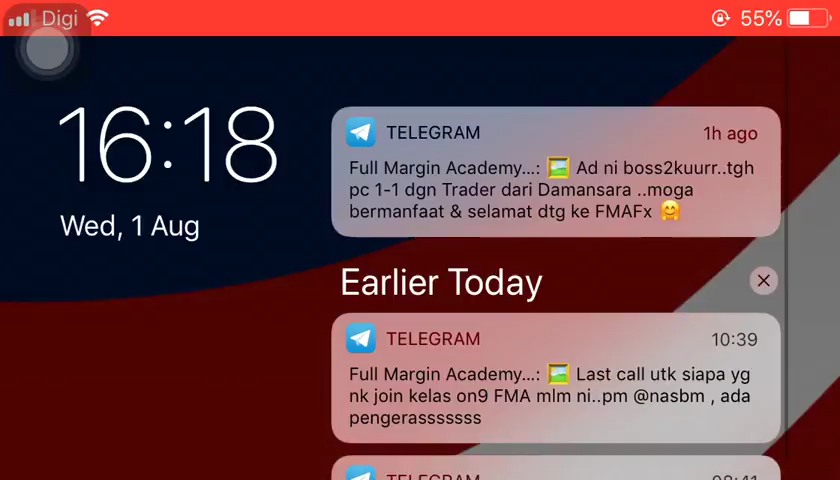 Digi
55%
16:18
Wed, 1 Aug
TELEGRAM
1h ago
Full Margin Academy...: 🖼️ Ad ni boss2kuurr..tgh
pc 1-1 dgn Trader dari Damansara ..moga
bermanfaat & selamat dtg ke FMAFx 🤗
Earlier Today
TELEGRAM
10:39
Full Margin Academy...: 🖼️ Last call utk siapa yg
nk join kelas on9 FMA mlm ni..pm @nasbm , ada
pengerasssssss
TELEGRAM